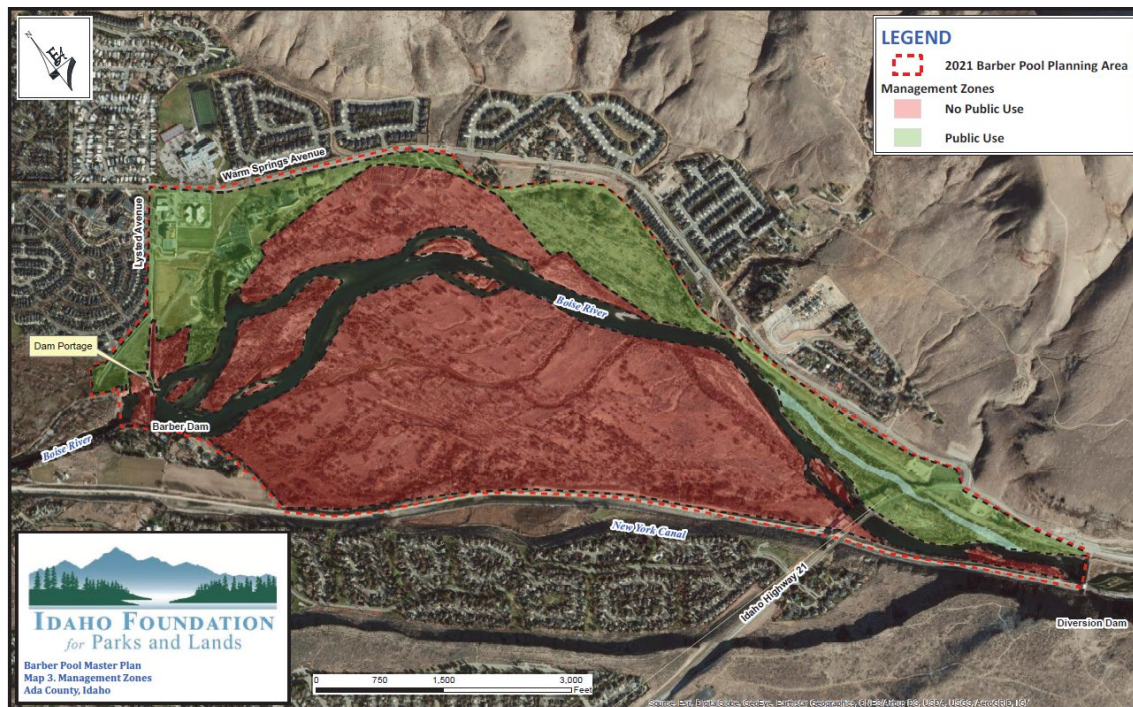 N
LEGEND
2021 Barber Pool Planning Area
Management Zones
No Public Use
Public Use
Warm Springs Avenue
Lysted Avenue
Boise River
Dam Portage
Barber Dam
Boise River
New York Canal
Idaho Highway 21
Diversion Dam
IDAHO FOUNDATION
for Parks and Lands
Barber Pool Master Plan
Map 3. Management Zones
Ada County, Idaho
0 750 1,500 3,000
Feet